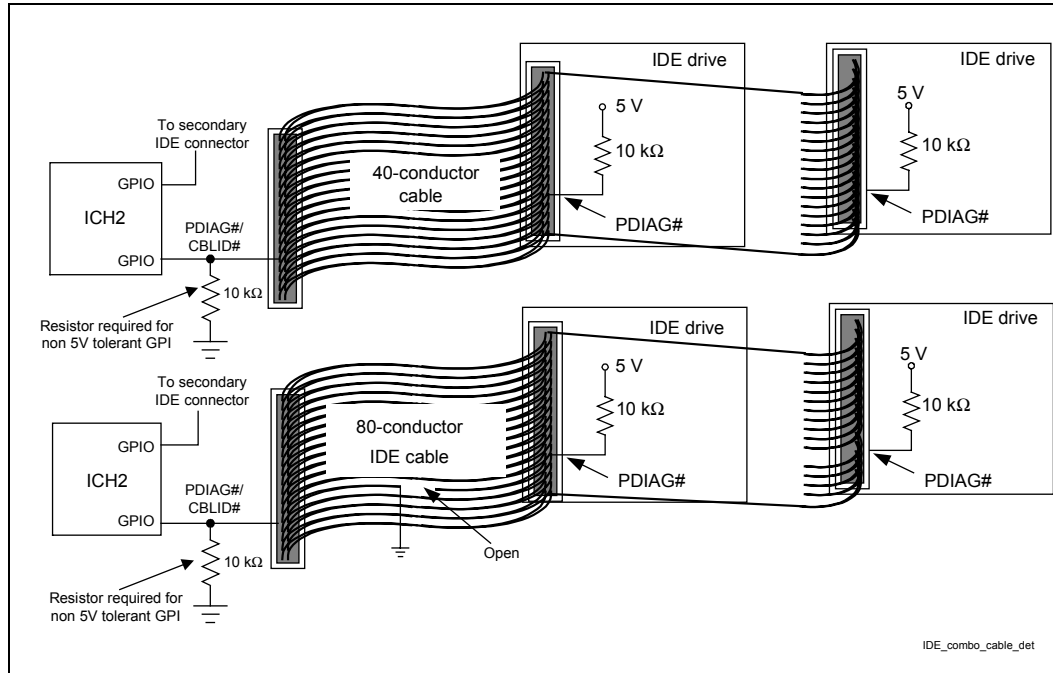 IDE drive
IDE drive
5 V
5 V
To secondary
IDE connector
10 kΩ
10 kΩ
40-conductor
cable
GPIO
ICH2
PDIAG#/
CBLID#
PDIAG#
PDIAG#
GPIO
10 kΩ
Resistor required for
non 5V tolerant GPI
IDE drive
IDE drive
5 V
5 V
To secondary
IDE connector
10 kΩ
10 kΩ
80-conductor
IDE cable
GPIO
ICH2
PDIAG#/
CBLID#
PDIAG#
PDIAG#
GPIO
Open
10 kΩ
Resistor required for
non 5V tolerant GPI
IDE_combo_cable_det